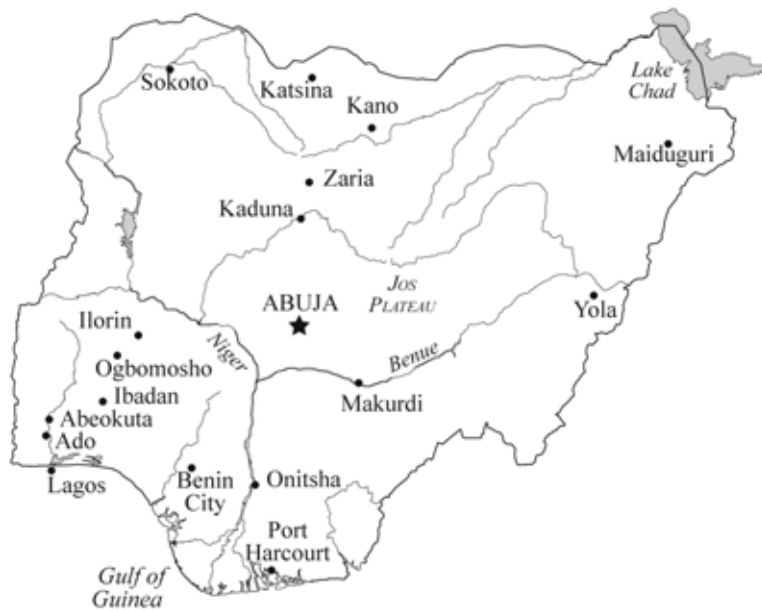 Sokoto
Katsina
Kano
Lake
Chad
Maiduguri
Zaria
Kaduna
JOS
PLATEAU
ABUJA
Yola
Ilorin
Niger
Ogbomosho
Benue
Ibadan
Makurdi
Abeokuta
Ado
Lagos
Benin
City
Onitsha
Port
Harcourt
Gulf of
Guinea